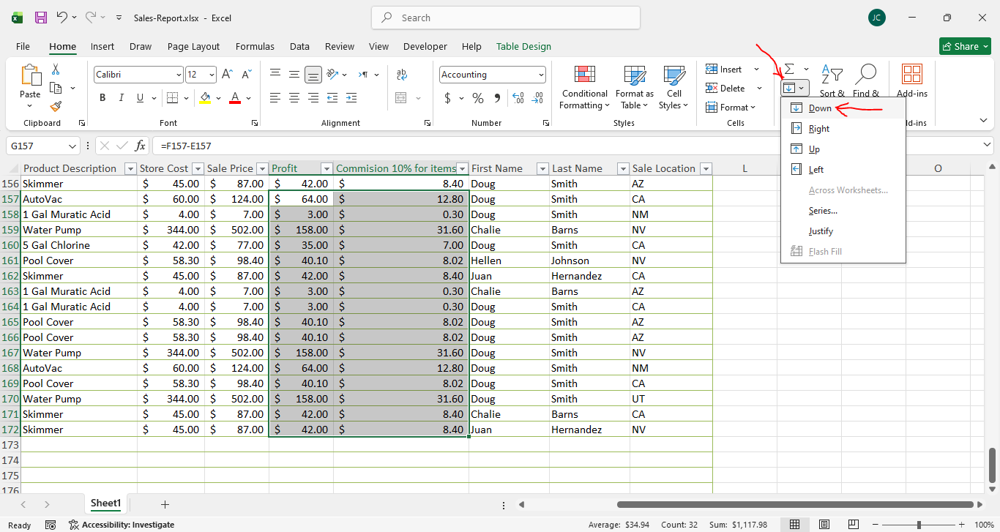 Sales-Report.xlsx - Excel
Search
JC
File Home Insert Draw Page Layout Formulas Data Review View Developer Help Table Design
Share
Paste
Clipboard
Calibri 12
A A
B I U A
Font
ab
Alignment
Accounting
$ % 9
.00 .00
Number
Conditional Formatting
Format as Table
Cell Styles
Styles
Insert
Delete
Format
Cells
Σ
A
Z
Sort &
Find &
Add-ins
dd-ins
Down
Right
Up
Left
Across Worksheets...
Series...
Justify
Flash Fill
G157 fx =F157-E157
Product Description Store Cost Sale Price Profit Commision 10% for items First Name Last Name Sale Location L O
156 Skimmer $ 45.00 $ 87.00 $ 42.00 $ 8.40 Doug Smith AZ
157 AutoVac $ 60.00 $ 124.00 $ 64.00 $ 12.80 Doug Smith CA
158 1 Gal Muratic Acid $ 4.00 $ 7.00 $ 3.00 $ 0.30 Doug Smith NM
159 Water Pump $ 344.00 $ 502.00 $ 158.00 $ 31.60 Chalie Barns NV
160 5 Gal Chlorine $ 42.00 $ 77.00 $ 35.00 $ 7.00 Doug Smith CA
161 Pool Cover $ 58.30 $ 98.40 $ 40.10 $ 8.02 Hellen Johnson NV
162 Skimmer $ 45.00 $ 87.00 $ 42.00 $ 8.40 Juan Hernandez CA
163 1 Gal Muratic Acid $ 4.00 $ 7.00 $ 3.00 $ 0.30 Chalie Barns AZ
164 1 Gal Muratic Acid $ 4.00 $ 7.00 $ 3.00 $ 0.30 Doug Smith CA
165 Pool Cover $ 58.30 $ 98.40 $ 40.10 $ 8.02 Doug Smith AZ
166 Pool Cover $ 58.30 $ 98.40 $ 40.10 $ 8.02 Doug Smith AZ
167 Water Pump $ 344.00 $ 502.00 $ 158.00 $ 31.60 Doug Smith NV
168 AutoVac $ 60.00 $ 124.00 $ 64.00 $ 12.80 Doug Smith NM
169 Pool Cover $ 58.30 $ 98.40 $ 40.10 $ 8.02 Doug Smith CA
170 Water Pump $ 344.00 $ 502.00 $ 158.00 $ 31.60 Doug Smith UT
171 Skimmer $ 45.00 $ 87.00 $ 42.00 $ 8.40 Chalie Barns CA
172 Skimmer $ 45.00 $ 87.00 $ 42.00 $ 8.40 Juan Hernandez NV
173
174
175
176
Sheet1
Ready Accessibility: Investigate Average: $34.94 Count: 32 Sum: $1,117.98 100%